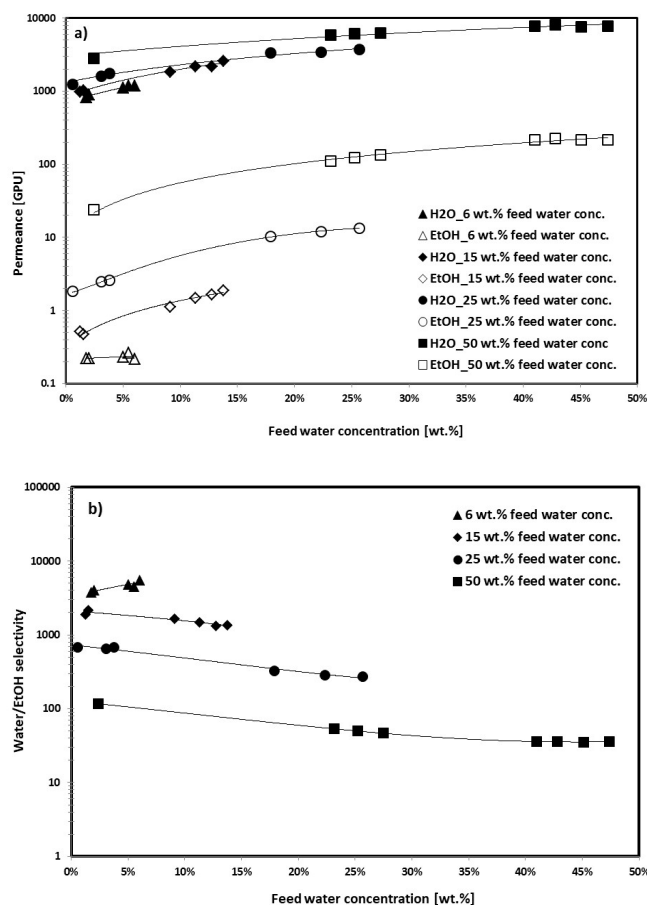 a)
10000
1000
100
10
1
0.1
Permeance [GPU]
▲ H2O_6 wt.% feed water conc.
△ EtOH_6 wt.% feed water conc.
◆ H2O_15 wt.% feed water conc.
◇ EtOH_15 wt.% feed water conc.
● H2O_25 wt.% feed water conc.
○ EtOH_25 wt.% feed water conc.
■ H2O_50 wt.% feed water conc
□ EtOH_50 wt.% feed water conc.
0% 5% 10% 15% 20% 25% 30% 35% 40% 45% 50%
Feed water concentration [wt.%]
b)
100000
10000
1000
100
10
1
Water/EtOH selectivity
▲ 6 wt.% feed water conc.
◆ 15 wt.% feed water conc.
● 25 wt.% feed water conc.
■ 50 wt.% feed water conc.
0% 5% 10% 15% 20% 25% 30% 35% 40% 45% 50%
Feed water concentration [wt.%]